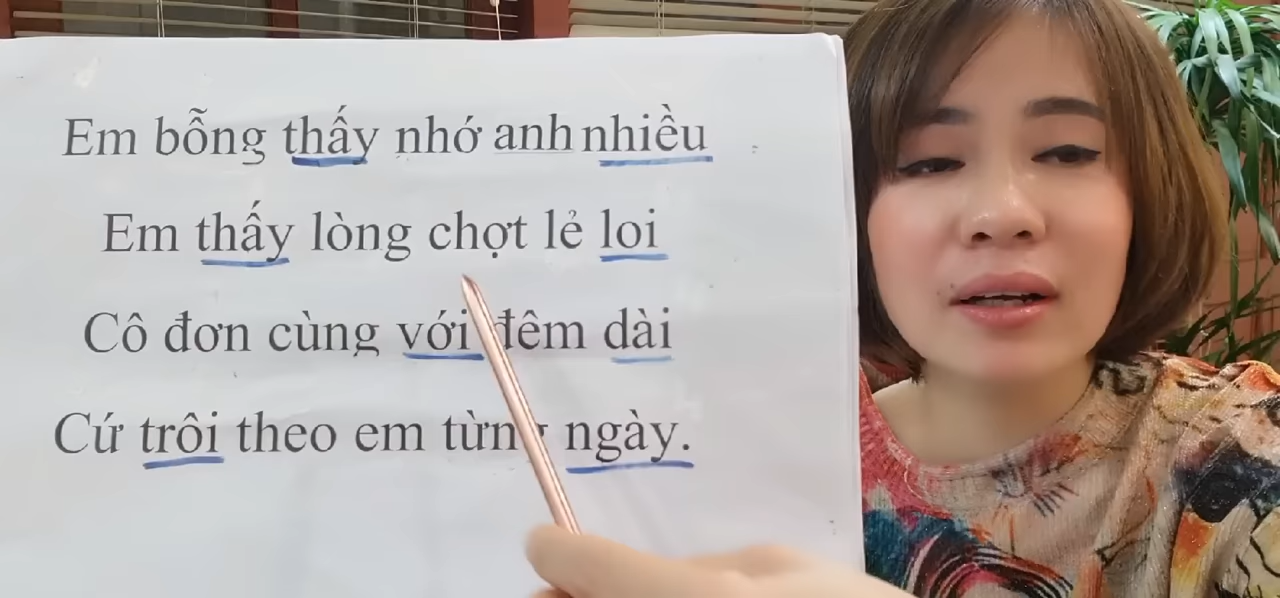 Em bỗng thấy nhớ anh nhiều
Em thấy lòng chợt lẻ loi
Cô đơn cùng với đêm dài
Cứ trôi theo em từng ngày.